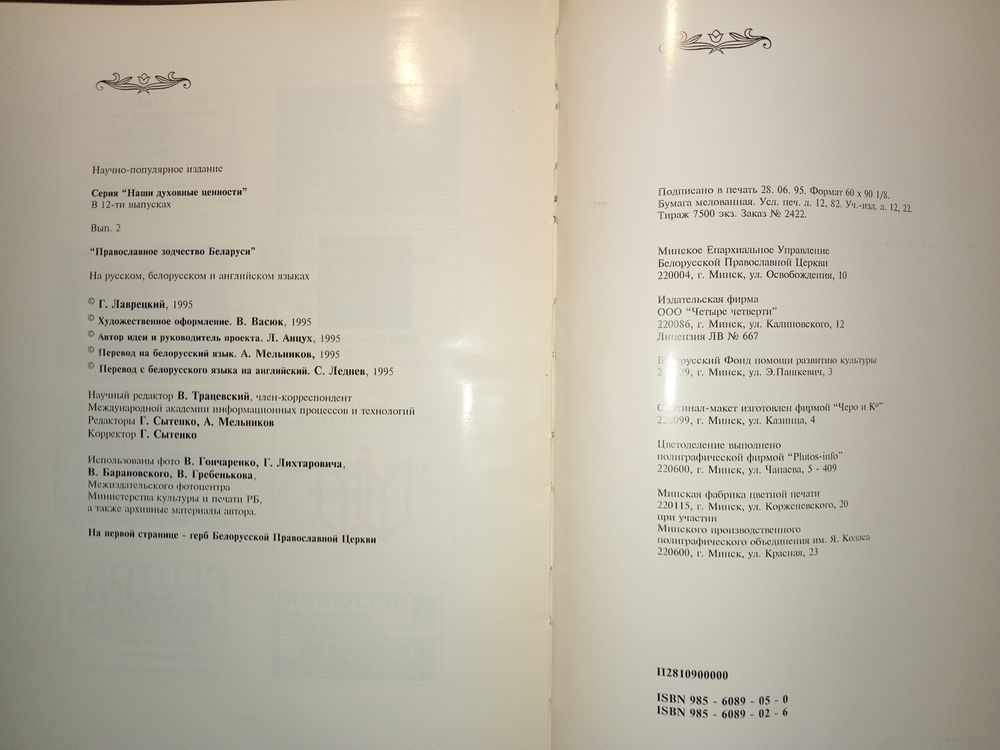 Научно-популярное издание
Серия "Наши духовные ценности"
В 12-ти выпусках
Вып. 2
"Православное зодчество Беларуси"
На русском, белорусском и английском языках
© Г. Лаврецкий, 1995
© Художественное оформление. В. Васюк, 1995
© Автор идеи и руководитель проекта. Л. Анцух, 1995
© Перевод на белорусский язык. А. Мельников, 1995
© Перевод с белорусского языка на английский. С. Леднев, 1995
Научный редактор В. Трацевский, член-корреспондент
Международной академии информационных процессов и технологий
Редакторы Г. Сытенко, А. Мельников
Корректор Г. Сытенко
Использованы фото В. Гончаренко, Г. Лихтаровича,
В. Барановского, В. Гребенькова,
Межиздательского фотоцентра
Министерства культуры и печати РБ,
а также архивные материалы автора.
На первой странице - герб Белорусской Православной Церкви
Подписано в печать 28. 06. 95. Формат 60 х 90 1/8.
Бумага мелованная. Усл. печ. л. 12, 82. Уч.-изд. л. 12, 22.
Тираж 7500 экз. Заказ № 2422.
Минское Епархиальное Управление
Белорусской Православной Церкви
220004, г. Минск, ул. Освобождения, 10
Издательская фирма
ООО "Четыре четверти"
220086, г. Минск, ул. Калиновского, 12
Лицензия ЛВ № 667
Фонд помощи развитию культуры
г. Минск, ул. Э.Пашкевич, 3
изготовлен фирмой "Черо и К°"
г. Минск, ул. Казинца, 4
Цветоделение выполнено
полиграфической фирмой "Plutos-info"
220600, г. Минск, ул. Чапаева, 5 - 409
Минская фабрика цветной печати
220115, г. Минск, ул. Корженевского, 20
при участии
Минского производственного
полиграфического объединения им. Я. Коласа
220600, г. Минск, ул. Красная, 23
П2810900000
ISBN 985 - 6089 - 05 - 0
ISBN 985 - 6089 - 02 - 6